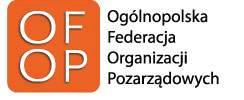 OF
OP
Ogólnopolska
Federacja
Organizacji
Pozarządowych